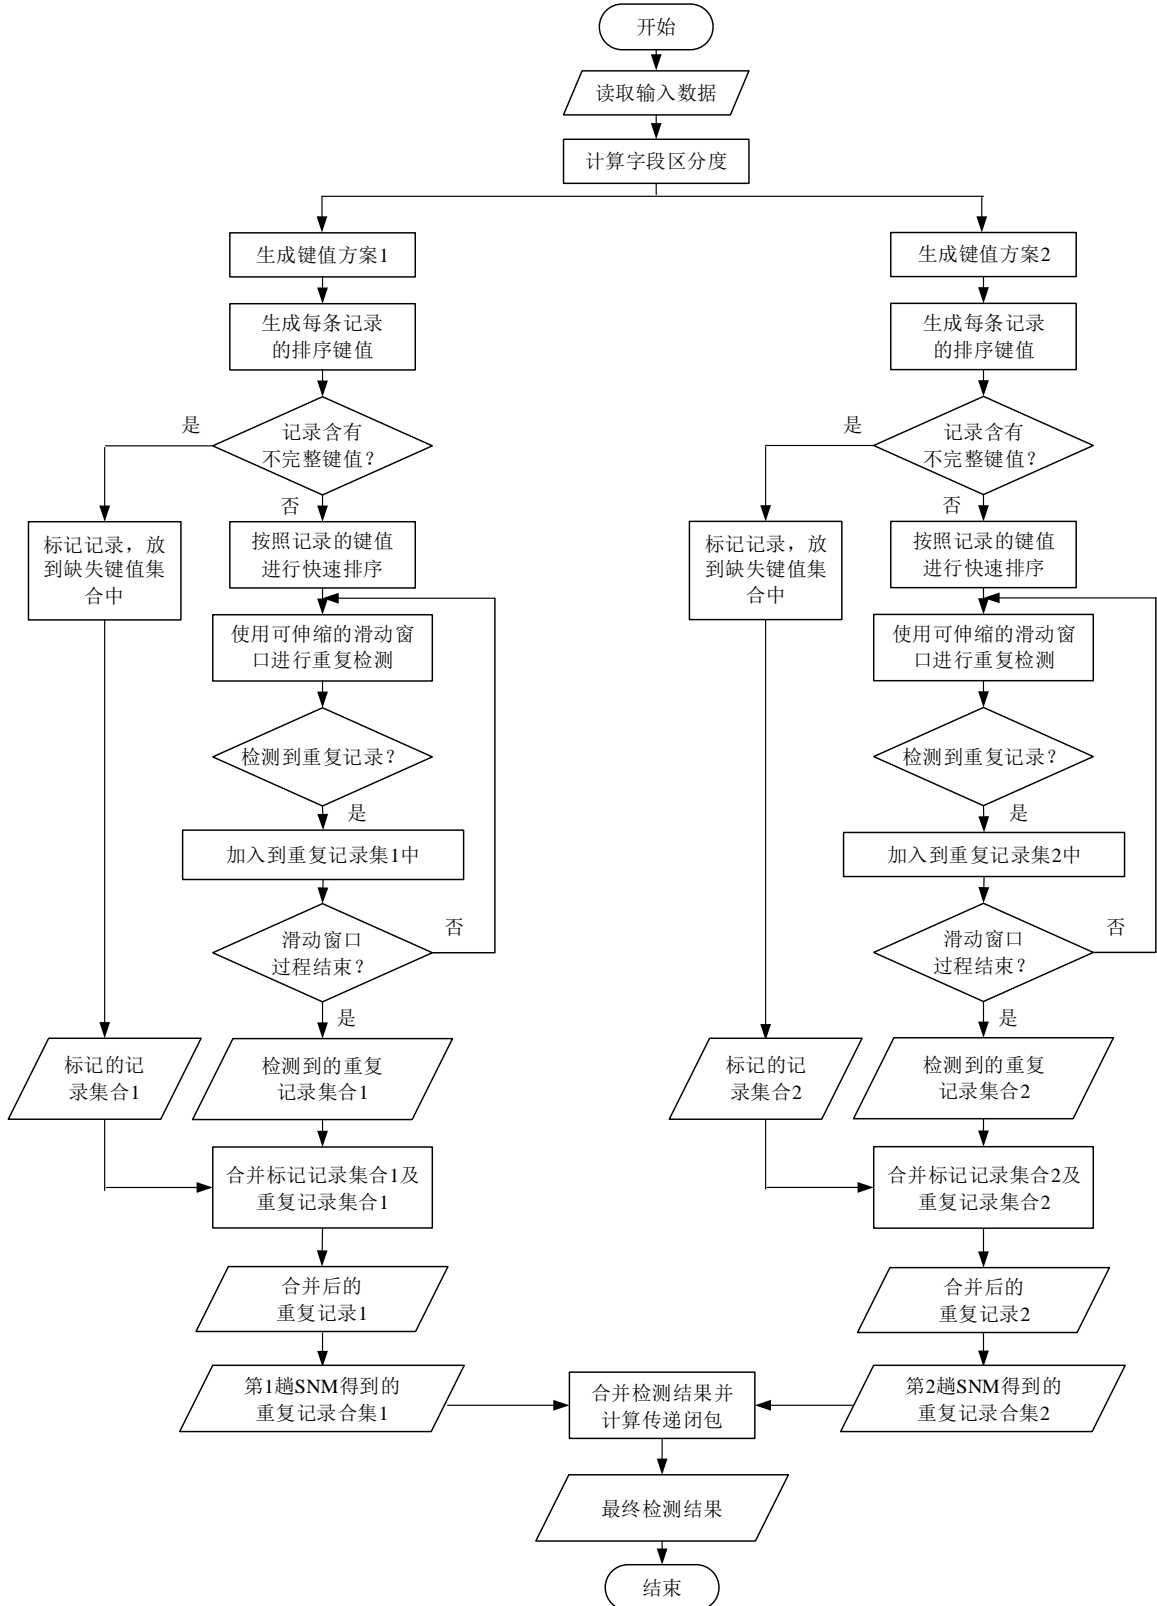 开始
读取输入数据
计算字段区分度
生成键值方案1
生成每条记录
的排序键值
是
记录含有
不完整键值？
否
标记记录，放
到缺失键值集
合中
按照记录的键值
进行快速排序
使用可伸缩的滑动窗
口进行重复检测
检测到重复记录？
是
加入到重复记录集1中
滑动窗口
过程结束？
否
是
标记的记
录集合1
检测到的重复
记录集合1
合并标记记录集合1及
重复记录集合1
合并后的
重复记录1
第1趟SNM得到的
重复记录合集1
生成键值方案2
生成每条记录
的排序键值
是
记录含有
不完整键值？
否
标记记录，放
到缺失键值集
合中
按照记录的键值
进行快速排序
使用可伸缩的滑动窗
口进行重复检测
检测到重复记录？
是
加入到重复记录集2中
滑动窗口
过程结束？
否
是
标记的记
录集合2
检测到的重复
记录集合2
合并标记记录集合2及
重复记录集合2
合并后的
重复记录2
第2趟SNM得到的
重复记录合集2
合并检测结果并
计算传递闭包
最终检测结果
结束